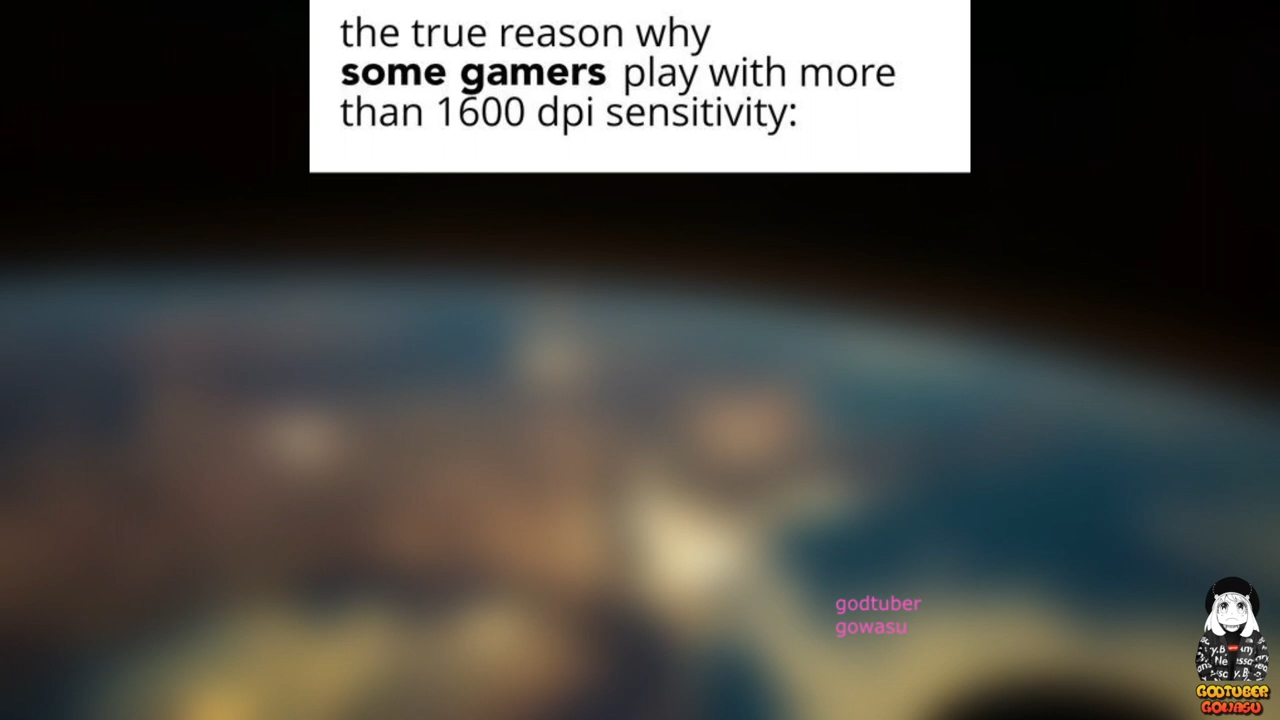 the true reason why
some gamers play with more
than 1600 dpi sensitivity:
godtuber
gowasu
GODTUBER
GOWASU